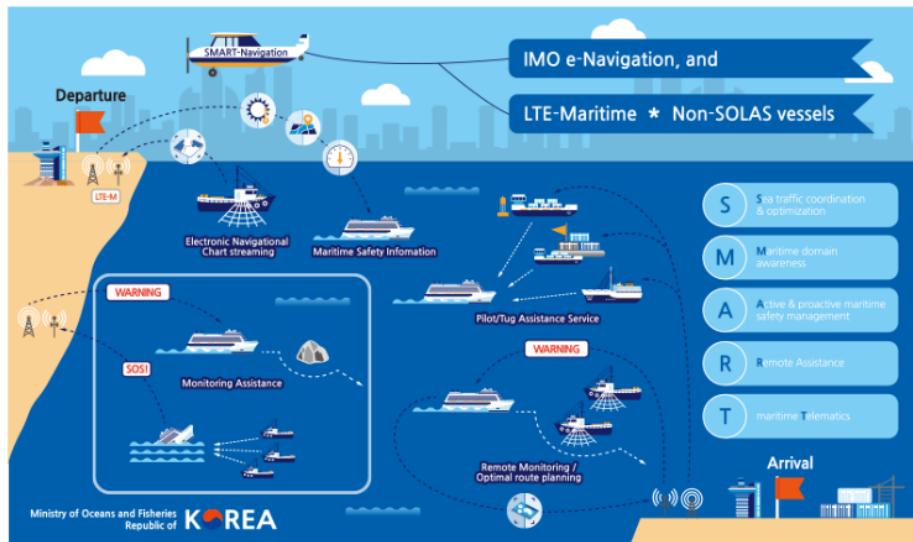 SMART-Navigation
IMO e-Navigation, and
LTE-Maritime * Non-SOLAS vessels
Departure
LTE-M
Electronic Navigational
Chart streaming
Maritime Safety Infomation
Pilot/Tug Assistance Service
S
Sea traffic coordination
& optimization
M
Maritime domain
awareness
A
Active & proactive maritime
safety management
R
Remote Assistance
T
maritime Telematics
WARNING
SOS!
Monitoring Assistance
WARNING
Remote Monitoring /
Optimal route planning
Arrival
Ministry of Oceans and Fisheries
Republic of
KOREA